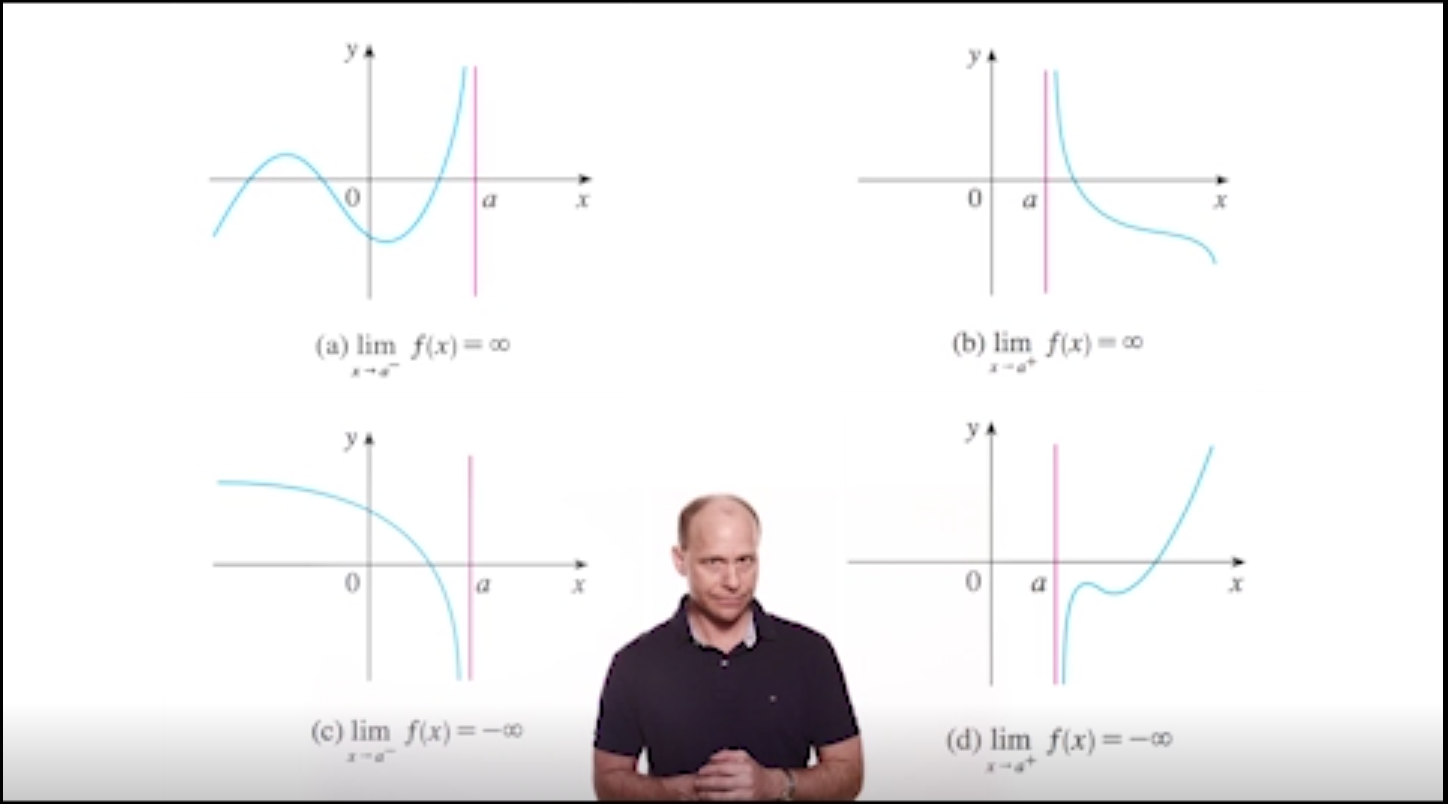 y
0
a
x
(a) lim f(x) = ∞
x→a⁻
y
0
a
x
(b) lim f(x) = ∞
x→a⁺
y
0
a
x
(c) lim f(x) = −∞
x→a⁻
y
0
a
x
(d) lim f(x) = −∞
x→a⁺